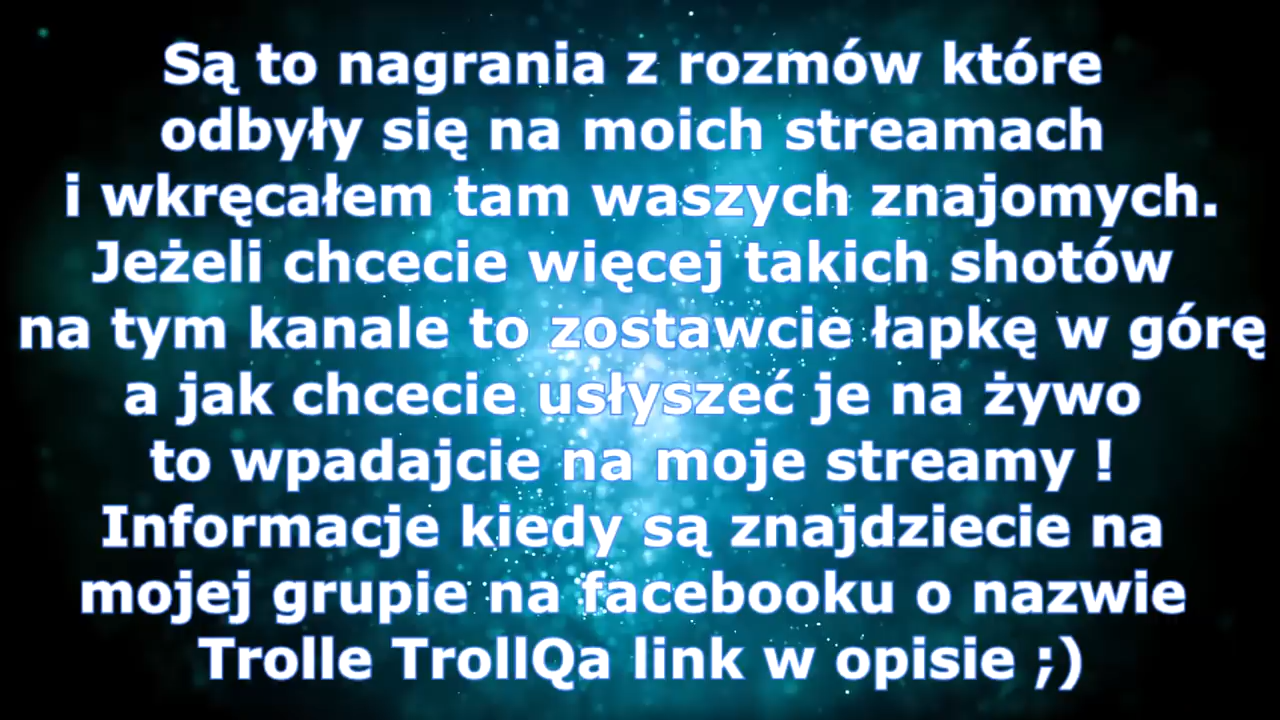 Są to nagrania z rozmów które
odbyły się na moich streamach
i wkręcałem tam waszych znajomych.
Jeżeli chcecie więcej takich shotów
na tym kanale to zostawcie łapkę w górę
a jak chcecie usłyszeć je na żywo
to wpadajcie na moje streamy !
Informacje kiedy są znajdziecie na
mojej grupie na facebooku o nazwie
Trolle TrollQa link w opisie ;)